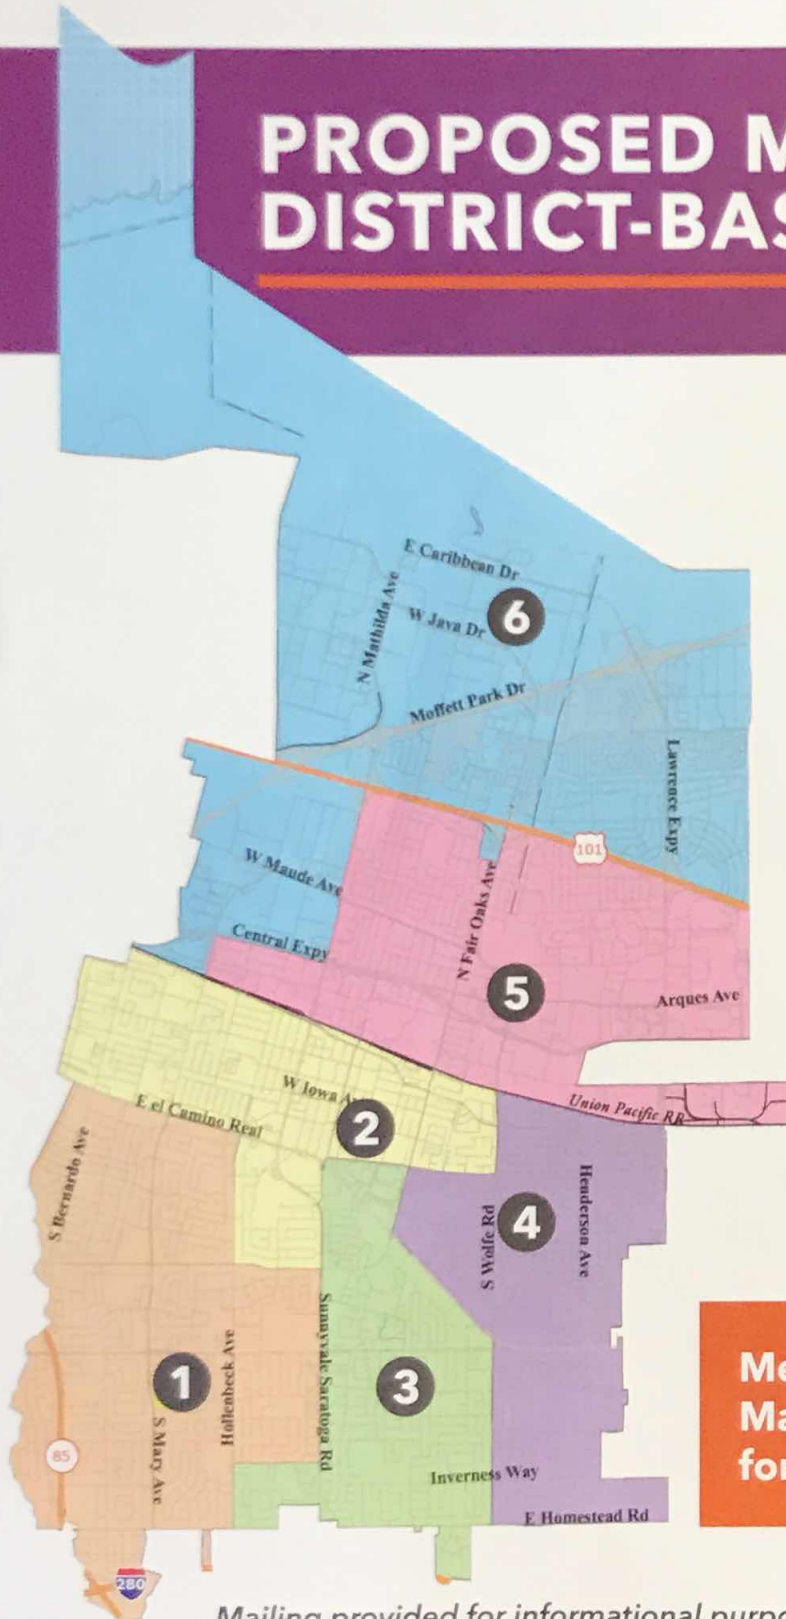 PROPOSED M
DISTRICT-BAS
E Caribbean Dr
N Mathilda Ave
W Java Dr
6
Moffett Park Dr
Lawrence Expy
101
W Maude Ave
N Fair Oaks Ave
Central Expy
5
Arques Ave
W Iowa A
Union Pacific RR
E el Camino Real
2
S Bernardo Ave
Henderson Ave
S Wolfe Rd
4
Sunnyvale Saratoga Rd
Hollenbeck Ave
1
3
Me
Ma
for
S Mary Ave
85
Inverness Way
E Homestead Rd
280
Mailing provided for informational purpo